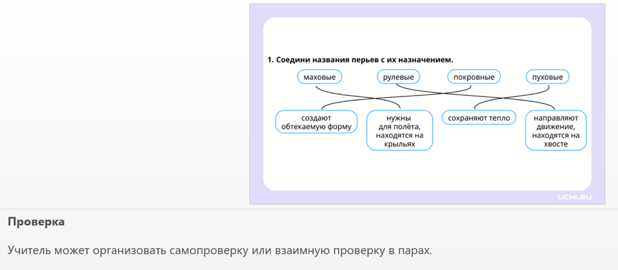 1. Соедини названия перьев с их назначением.
маховые
рулевые
покровные
пуховые
создают
обтекаемую форму
нужны
для полёта,
находятся на
крыльях
сохраняют тепло
направляют
движение,
находятся на
хвосте
UCHi.RU
Проверка
Учитель может организовать самопроверку или взаимную проверку в парах.